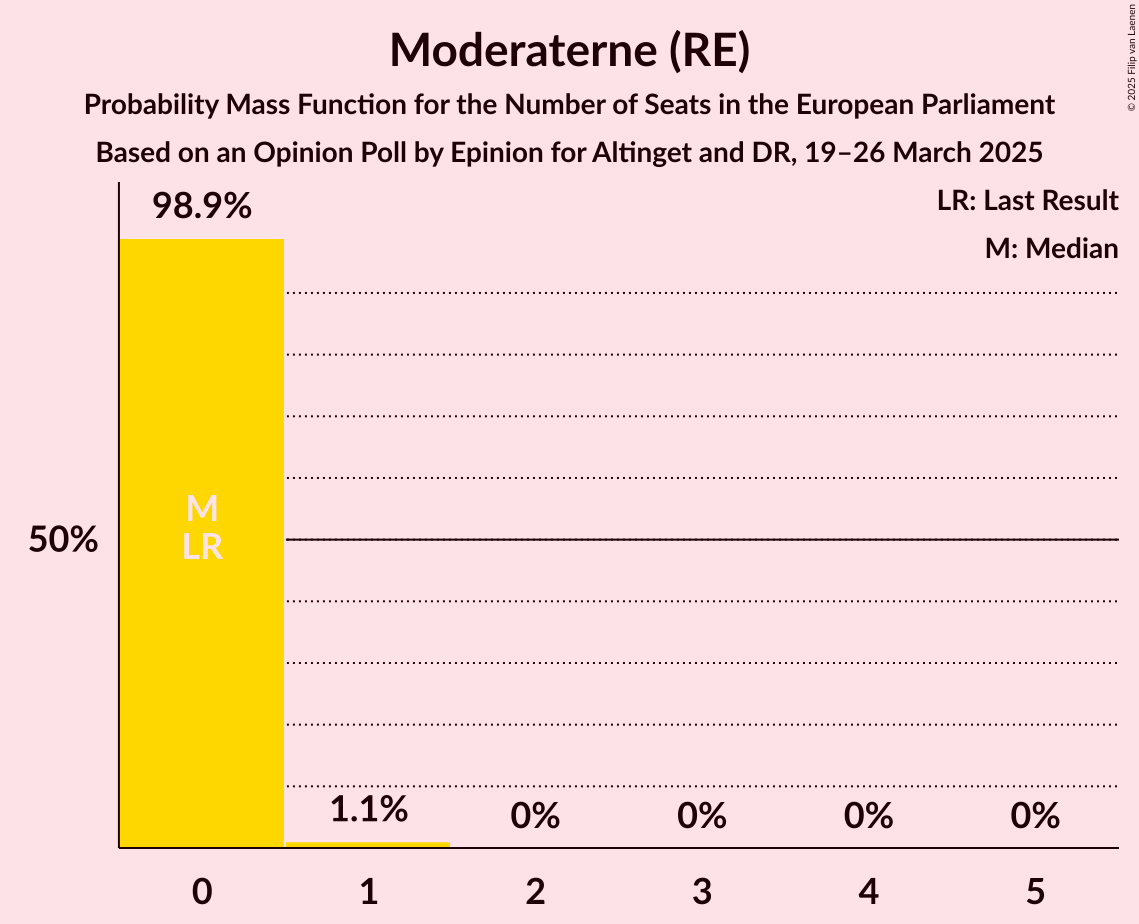 Moderaterne (RE)
Probability Mass Function for the Number of Seats in the European Parliament
Based on an Opinion Poll by Epinion for Altinget and DR, 19–26 March 2025
© 2025 Filip van Laenen
LR: Last Result
M: Median
98.9%
M
LR
50%
1.1%
0%
0%
0%
0%
0
1
2
3
4
5